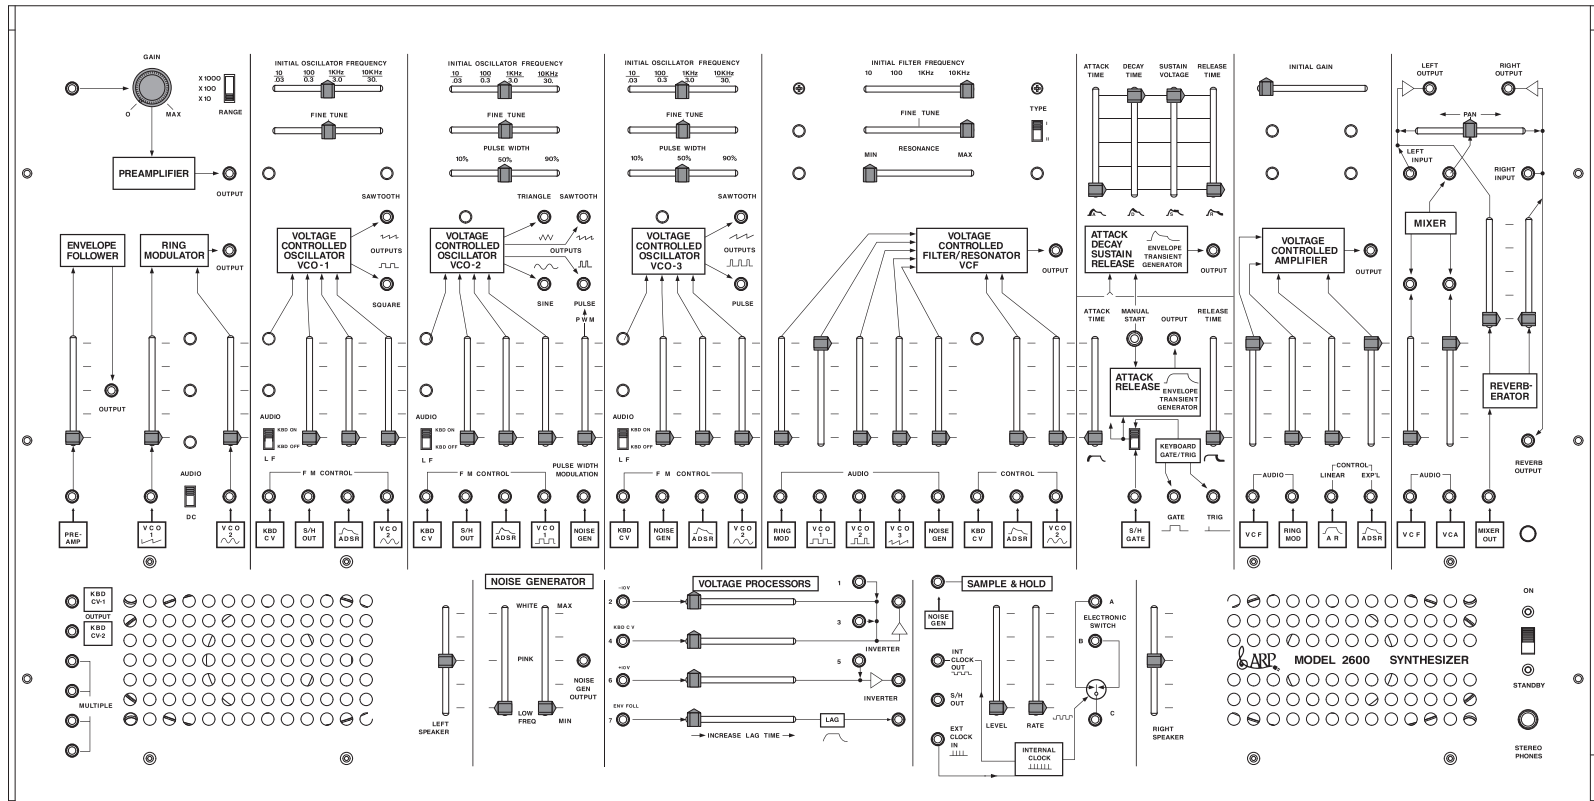 GAIN
X 1000
X 100
X 10
RANGE
O
MAX
PREAMPLIFIER
OUTPUT
ENVELOPE
FOLLOWER
RING
MODULATOR
OUTPUT
OUTPUT
AUDIO
DC
PRE-
AMP
VCO
1
VCO
2
INITIAL OSCILLATOR FREQUENCY
10 100 1KHz 10KHz
.03 0.3 3.0 30.
FINE TUNE
SAWTOOTH
VOLTAGE
CONTROLLED
OSCILLATOR
VCO-1
OUTPUTS
SQUARE
AUDIO
KBD ON
KBD OFF
L F
F M CONTROL
KBD
CV
S/H
OUT
ADSR
VCO
2
INITIAL OSCILLATOR FREQUENCY
10 100 1KHz 10KHz
.03 0.3 3.0 30.
FINE TUNE
PULSE WIDTH
10% 50% 90%
TRIANGLE SAWTOOTH
VOLTAGE
CONTROLLED
OSCILLATOR
VCO-2
OUTPUTS
SINE
PULSE
P W M
AUDIO
KBD ON
KBD OFF
L F
F M CONTROL
PULSE WIDTH
MODULATION
KBD
CV
S/H
OUT
ADSR
VCO
1
NOISE
GEN
INITIAL OSCILLATOR FREQUENCY
10 100 1KHz 10KHz
.03 0.3 3.0 30.
FINE TUNE
PULSE WIDTH
10% 50% 90%
SAWTOOTH
VOLTAGE
CONTROLLED
OSCILLATOR
VCO-3
OUTPUTS
PULSE
AUDIO
KBD ON
KBD OFF
L F
F M CONTROL
KBD
CV
NOISE
GEN
ADSR
VCO
2
INITIAL FILTER FREQUENCY
10 100 1KHz 10KHz
TYPE
I
II
FINE TUNE
RESONANCE
MIN MAX
VOLTAGE
CONTROLLED
FILTER/RESONATOR
VCF
OUTPUT
AUDIO
CONTROL
RING
MOD
VCO
1
VCO
2
VCO
3
NOISE
GEN
KBD
CV
ADSR
VCO
2
ATTACK
TIME
DECAY
TIME
SUSTAIN
VOLTAGE
RELEASE
TIME
A
D
S
R
ATTACK
DECAY
SUSTAIN
RELEASE
ENVELOPE
TRANSIENT
GENERATOR
OUTPUT
ATTACK
TIME
MANUAL
START
OUTPUT
RELEASE
TIME
ATTACK
RELEASE
ENVELOPE
TRANSIENT
GENERATOR
KEYBOARD
GATE/TRIG
S/H
GATE
GATE
TRIG
INITIAL GAIN
VOLTAGE
CONTROLLED
AMPLIFIER
OUTPUT
AUDIO
CONTROL
LINEAR EXP'L
VCF
RING
MOD
A R
ADSR
LEFT
OUTPUT
RIGHT
OUTPUT
PAN
LEFT
INPUT
RIGHT
INPUT
MIXER
REVERB-
ERATOR
REVERB
OUTPUT
AUDIO
VCF
VCA
MIXER
OUT
KBD
CV-1
OUTPUT
KBD
CV-2
MULTIPLE
LEFT
SPEAKER
NOISE GENERATOR
WHITE MAX
PINK
LOW
FREQ
MIN
NOISE
GEN
OUTPUT
VOLTAGE PROCESSORS
-10V
2
KBD C V
4
+10V
6
ENV FOLL
7
1
3
5
INVERTER
INVERTER
LAG
INCREASE LAG TIME
SAMPLE & HOLD
NOISE
GEN
INT
CLOCK
OUT
S/H
OUT
EXT
CLOCK
IN
LEVEL
RATE
INTERNAL
CLOCK
A
ELECTRONIC
SWITCH
B
C
RIGHT
SPEAKER
ARP MODEL 2600 SYNTHESIZER
ON
STANDBY
STEREO
PHONES